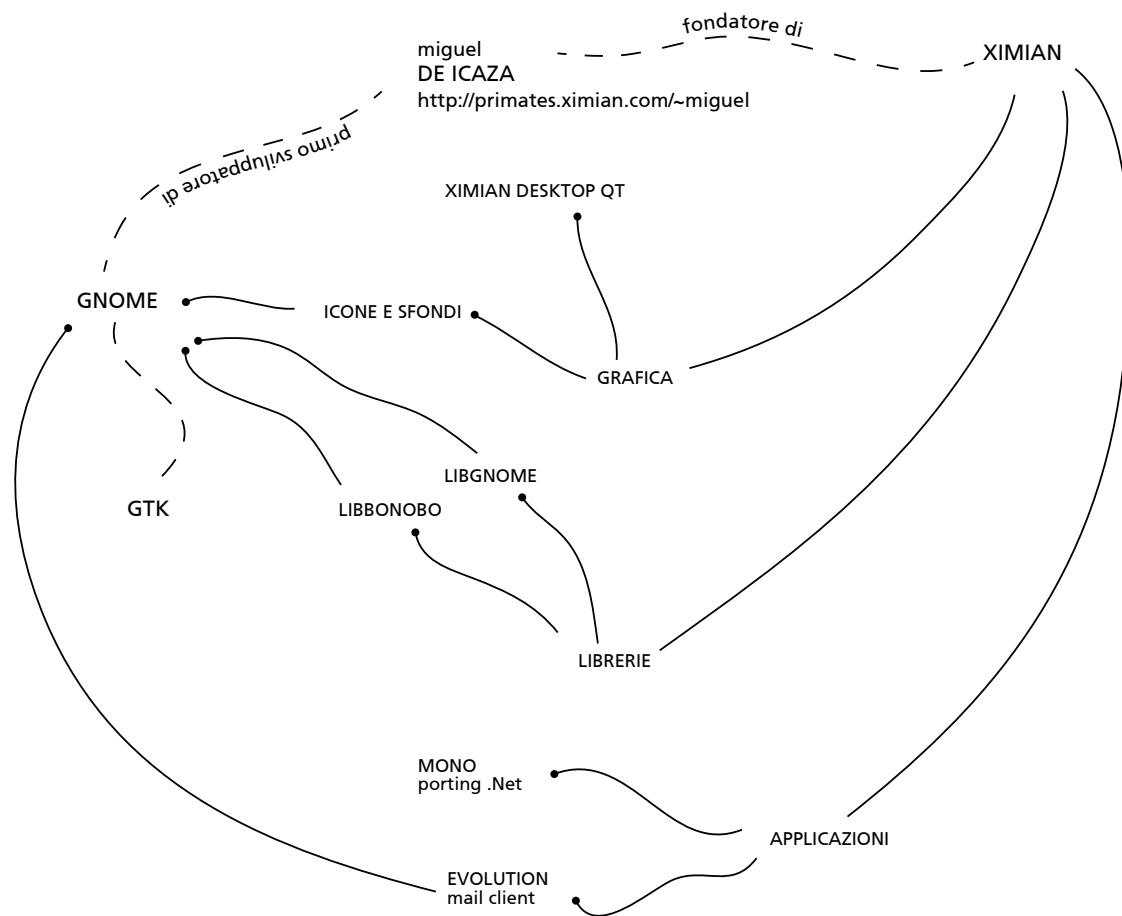 fondatore di
miguel
DE ICAZA
http://primates.ximian.com/~miguel
XIMIAN
primo sviluppatore di
XIMIAN DESKTOP QT
GNOME
ICONE E SFONDI
GRAFICA
LIBGNOME
GTK
LIBBONOBO
LIBRERIE
MONO
porting .Net
APPLICAZIONI
EVOLUTION
mail client